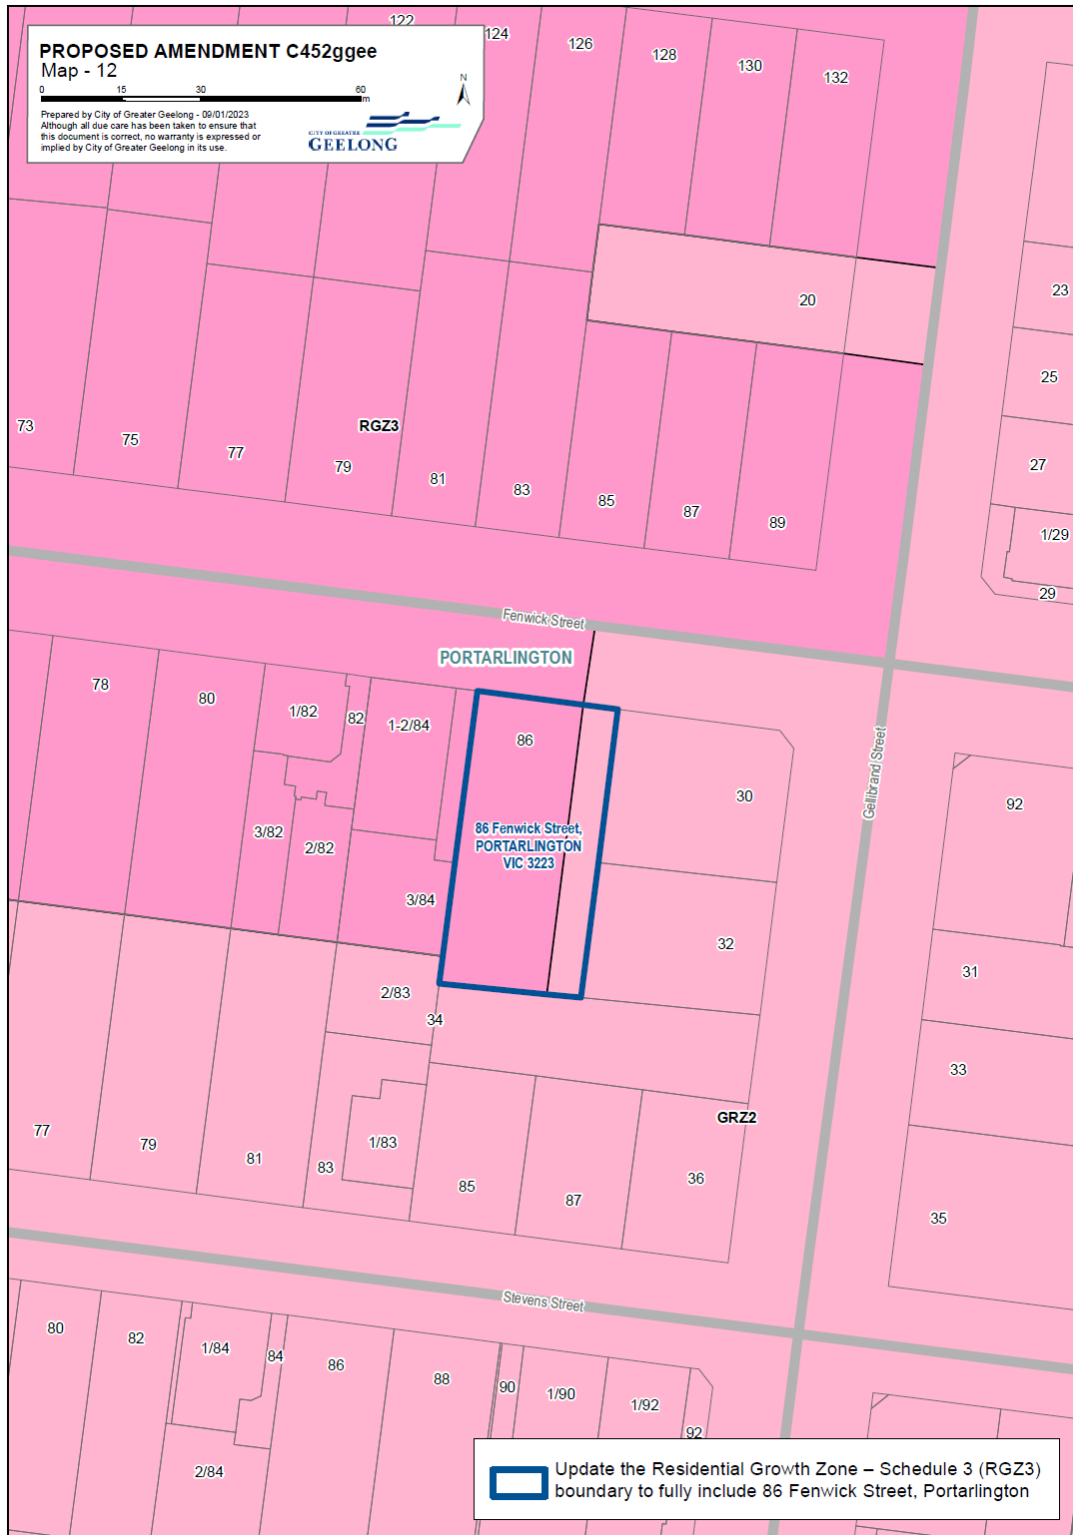 122
124
126
128
130
132
PROPOSED AMENDMENT C452ggee
Map - 12
0 15 30 60
m
N
Prepared by City of Greater Geelong - 09/01/2023
Although all due care has been taken to ensure that
this document is correct, no warranty is expressed or
implied by City of Greater Geelong in its use.
CITY OF GREATER
GEELONG
20
23
25
27
1/29
29
73
75
77
79
RGZ3
81
83
85
87
89
Fenwick Street
PORTARLINGTON
78
80
1/82
82
1-2/84
86
30
Gellibrand Street
92
3/82
2/82
86 Fenwick Street,
PORTARLINGTON
VIC 3223
3/84
32
31
2/83
34
33
GRZ2
77
79
81
83
1/83
85
87
36
35
Stevens Street
80
82
1/84
84
86
88
90
1/90
1/92
92
2/84
Update the Residential Growth Zone – Schedule 3 (RGZ3)
boundary to fully include 86 Fenwick Street, Portarlington